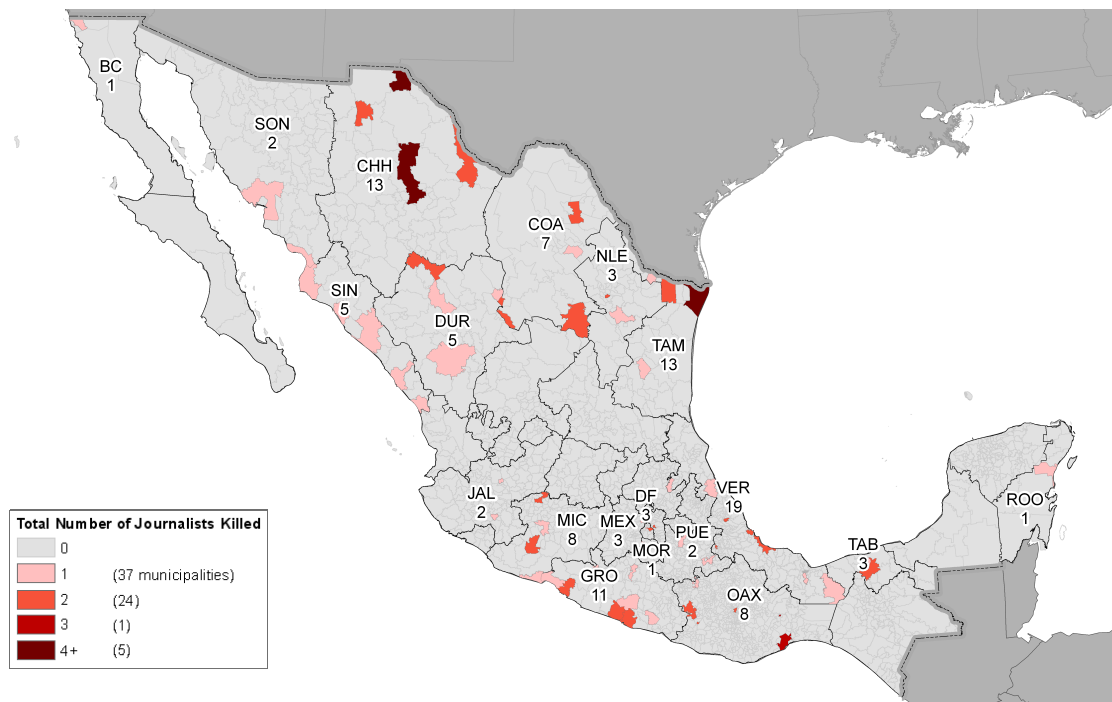 BC
1
SON
2
CHH
13
COA
7
NLE
3
SIN
5
DUR
5
TAM
13
JAL
2
MIC
8
MEX
3
DF
3
VER
19
PUE
2
MOR
1
GRO
11
OAX
8
TAB
3
ROO
1
Total Number of Journalists Killed
0
1 (37 municipalities)
2 (24)
3 (1)
4+ (5)